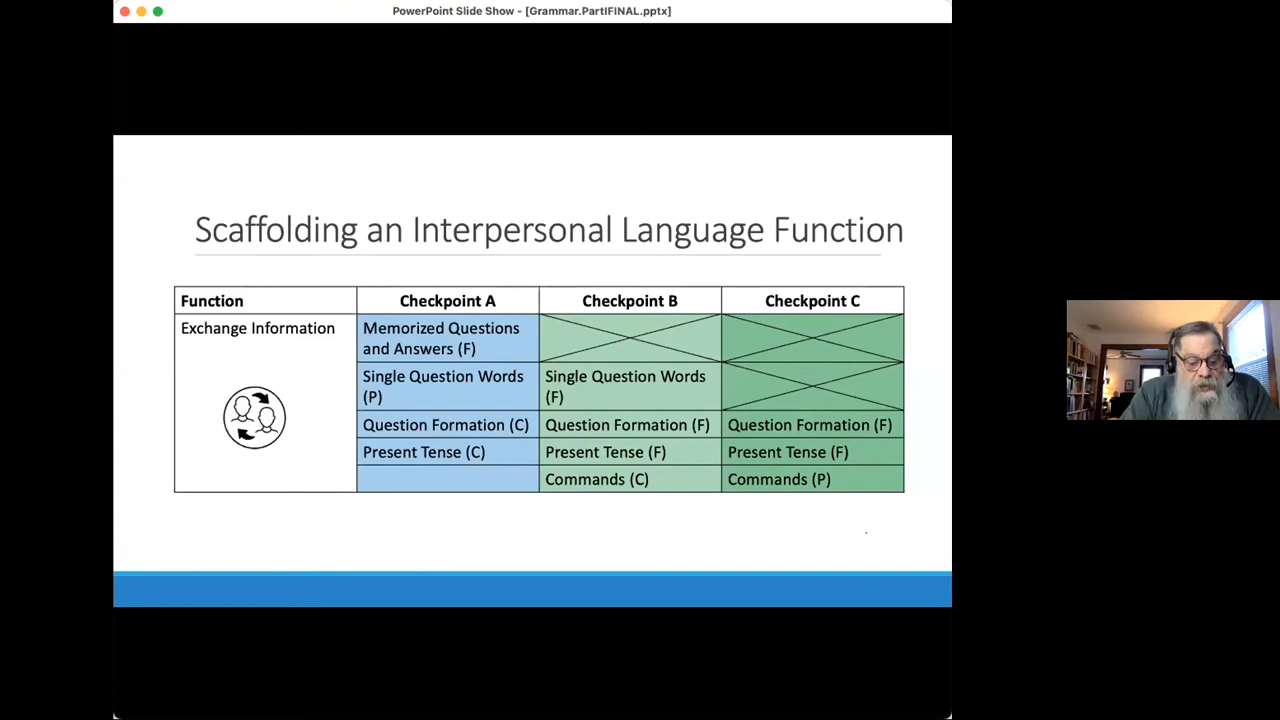 PowerPoint Slide Show - [Grammar.PartIFINAL.pptx]
Scaffolding an Interpersonal Language Function
Function
Checkpoint A
Checkpoint B
Checkpoint C
Exchange Information
Memorized Questions
and Answers (F)
Single Question Words
(P)
Single Question Words
(F)
Question Formation (C)
Question Formation (F)
Question Formation (F)
Present Tense (C)
Present Tense (F)
Present Tense (F)
Commands (C)
Commands (P)